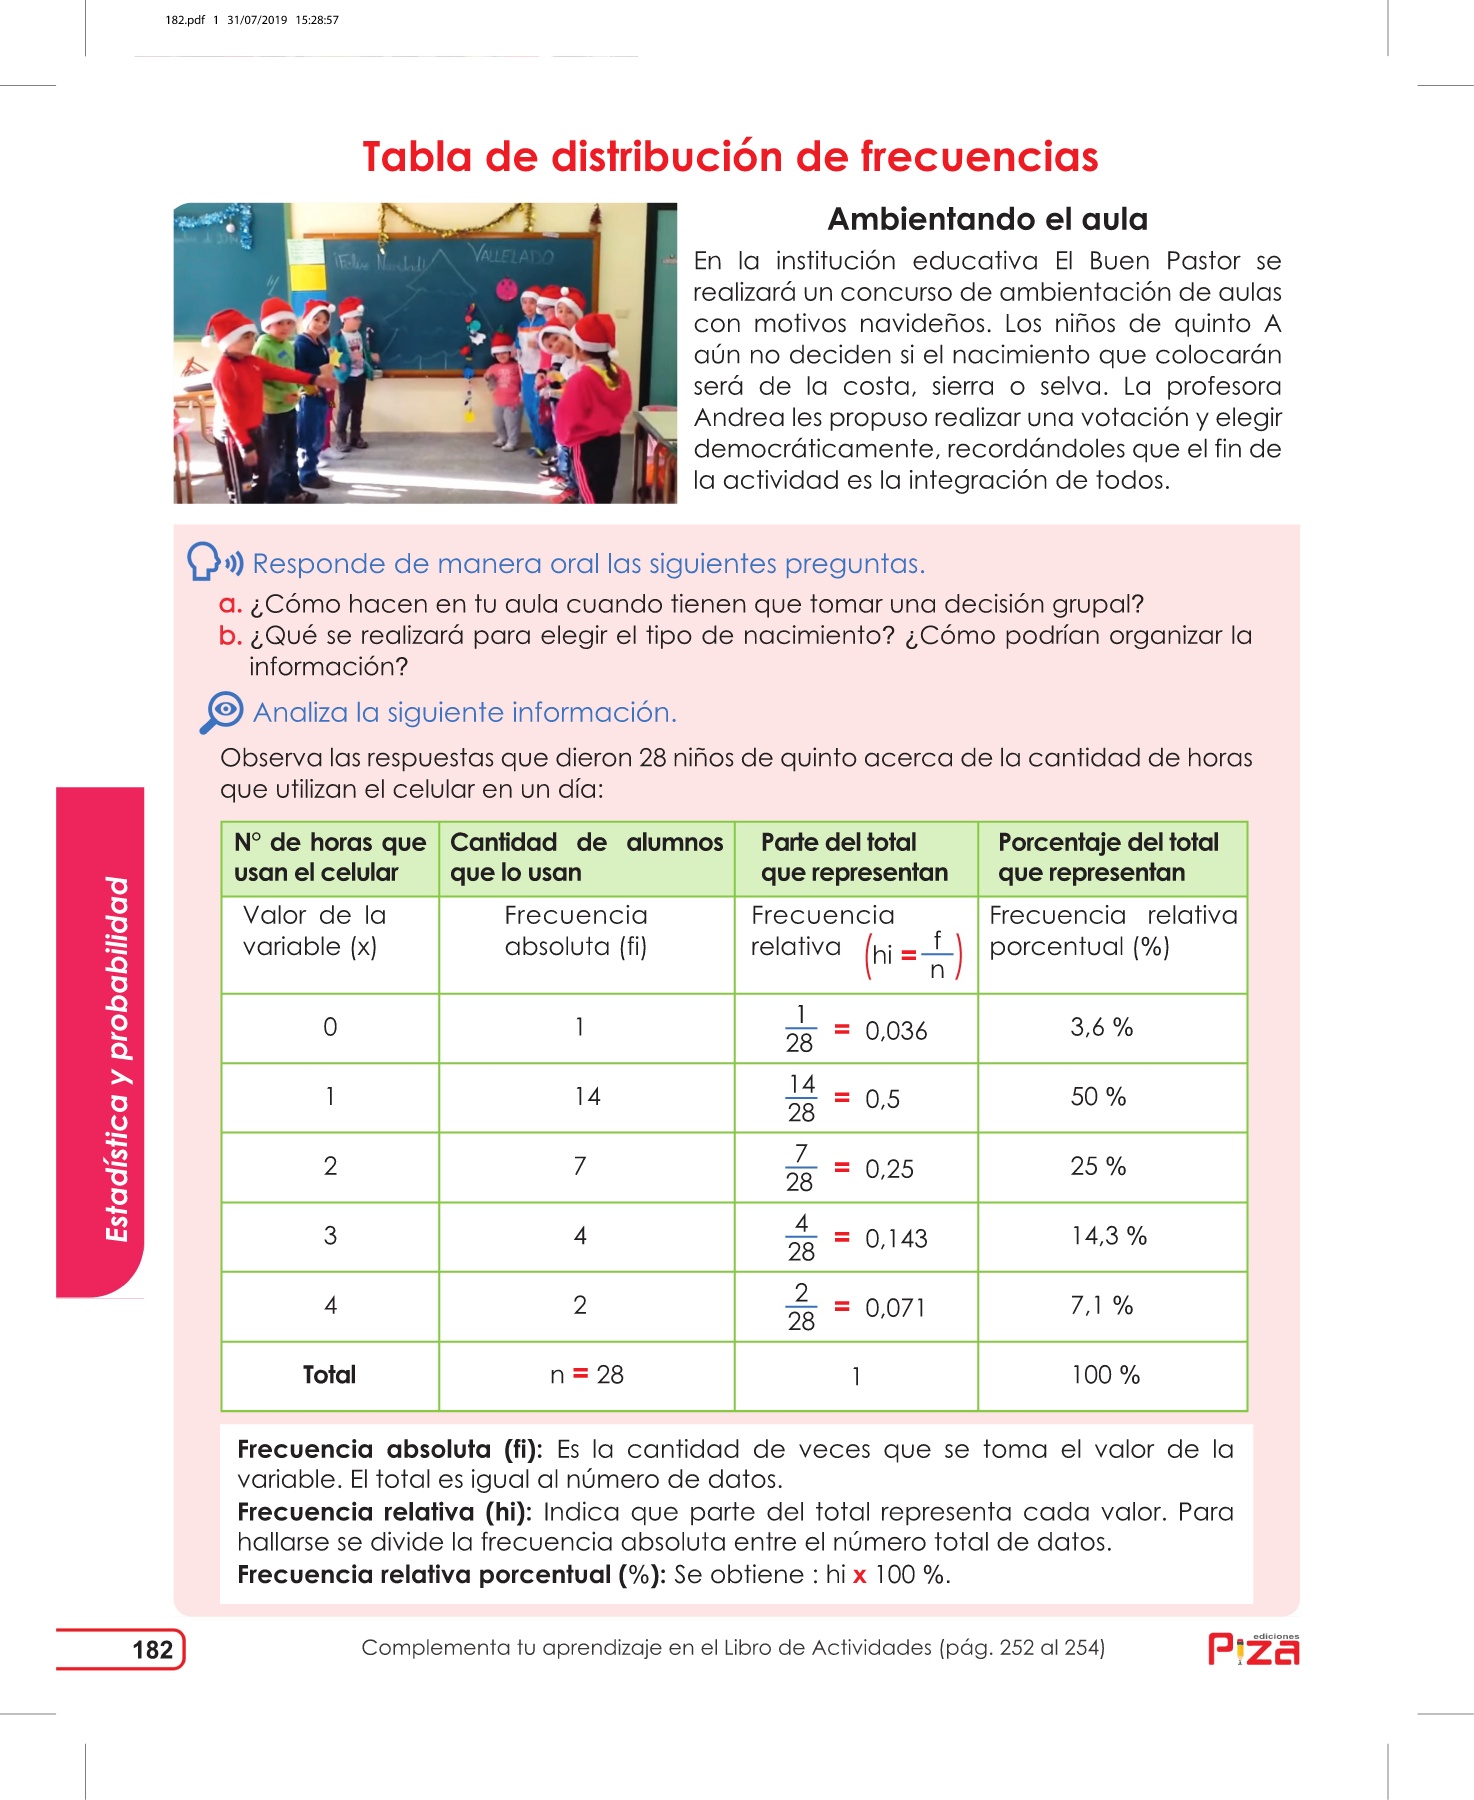 182.pdf 1 31/07/2019 15:28:57
Tabla de distribución de frecuencias
¡Feliz Navidad!
VALLELADO
Ambientando el aula
En la institución educativa El Buen Pastor se
realizará un concurso de ambientación de aulas
con motivos navideños. Los niños de quinto A
aún no deciden si el nacimiento que colocarán
será de la costa, sierra o selva. La profesora
Andrea les propuso realizar una votación y elegir
democráticamente, recordándoles que el fin de
la actividad es la integración de todos.
Responde de manera oral las siguientes preguntas.
a. ¿Cómo hacen en tu aula cuando tienen que tomar una decisión grupal?
b. ¿Qué se realizará para elegir el tipo de nacimiento? ¿Cómo podrían organizar la
información?
Analiza la siguiente información.
Observa las respuestas que dieron 28 niños de quinto acerca de la cantidad de horas
que utilizan el celular en un día:
N° de horas que usan el celular
Cantidad de alumnos que lo usan
Parte del total que representan
Porcentaje del total que representan
Valor de la variable (x)
Frecuencia absoluta (fi)
Frecuencia relativa (hi = f/n)
Frecuencia relativa porcentual (%)
0 1 1/28 = 0,036 3,6 %
1 14 14/28 = 0,5 50 %
2 7 7/28 = 0,25 25 %
3 4 4/28 = 0,143 14,3 %
4 2 2/28 = 0,071 7,1 %
Total n = 28 1 100 %
Frecuencia absoluta (fi): Es la cantidad de veces que se toma el valor de la
variable. El total es igual al número de datos.
Frecuencia relativa (hi): Indica que parte del total representa cada valor. Para
hallarse se divide la frecuencia absoluta entre el número total de datos.
Frecuencia relativa porcentual (%): Se obtiene : hi x 100 %.
Estadística y probabilidad
182
Complementa tu aprendizaje en el Libro de Actividades (pág. 252 al 254)
ediciones
Piza